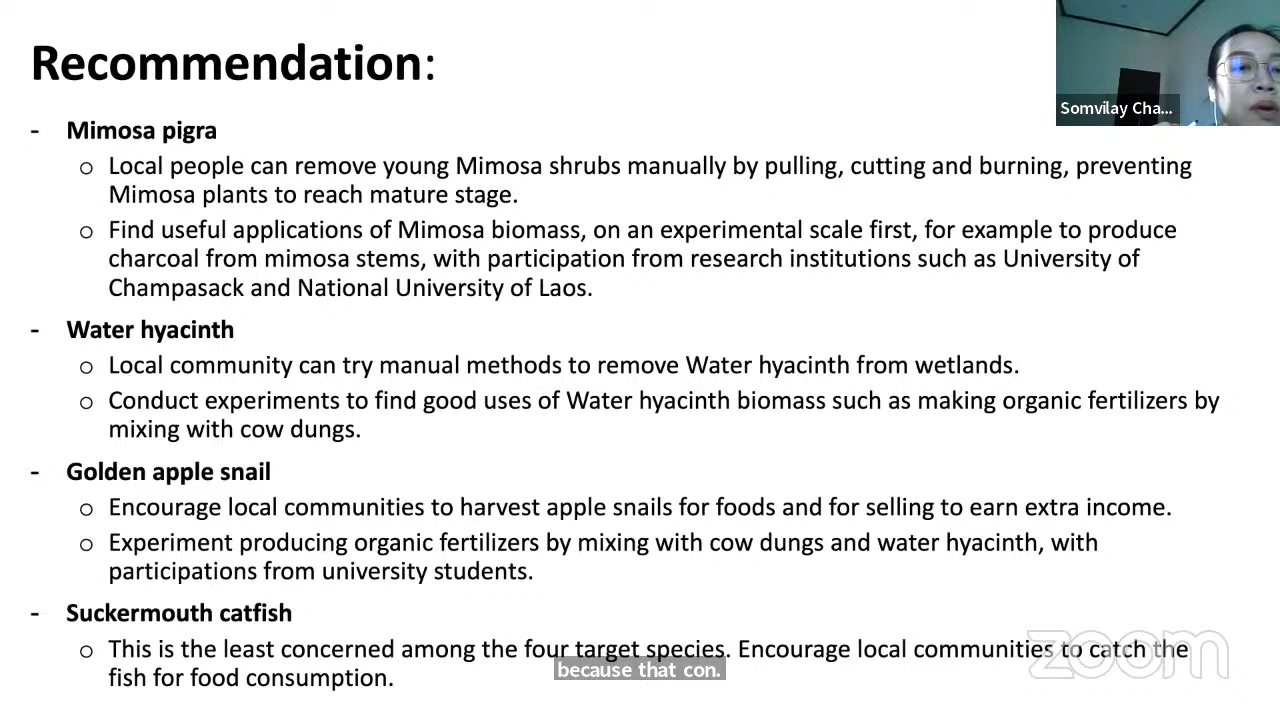 Recommendation:
Somvilay Cha...
- Mimosa pigra
o Local people can remove young Mimosa shrubs manually by pulling, cutting and burning, preventing
Mimosa plants to reach mature stage.
o Find useful applications of Mimosa biomass, on an experimental scale first, for example to produce
charcoal from mimosa stems, with participation from research institutions such as University of
Champasack and National University of Laos.
- Water hyacinth
o Local community can try manual methods to remove Water hyacinth from wetlands.
o Conduct experiments to find good uses of Water hyacinth biomass such as making organic fertilizers by
mixing with cow dungs.
- Golden apple snail
o Encourage local communities to harvest apple snails for foods and for selling to earn extra income.
o Experiment producing organic fertilizers by mixing with cow dungs and water hyacinth, with
participations from university students.
- Suckermouth catfish
o This is the least concerned among the four target species. Encourage local communities to catch the
fish for food consumption.
because that con.
zoom